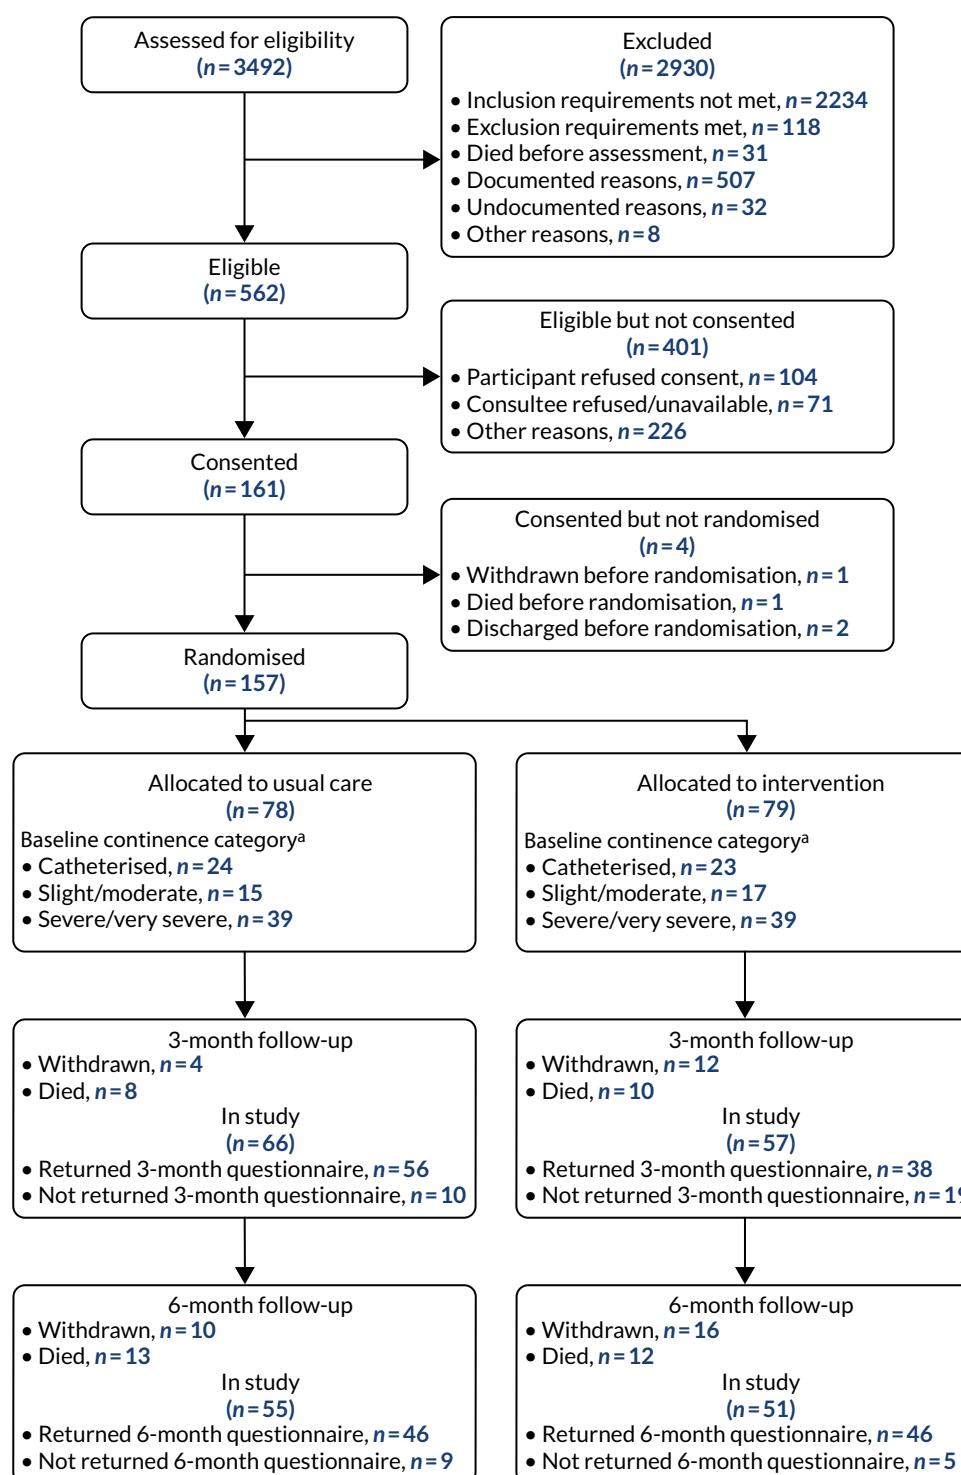 Assessed for eligibility
(n=3492)
Excluded
(n=2930)
• Inclusion requirements not met, n=2234
• Exclusion requirements met, n=118
• Died before assessment, n=31
• Documented reasons, n=507
• Undocumented reasons, n=32
• Other reasons, n=8
Eligible
(n=562)
Eligible but not consented
(n=401)
• Participant refused consent, n=104
• Consultee refused/unavailable, n=71
• Other reasons, n=226
Consented
(n=161)
Consented but not randomised
(n=4)
• Withdrawn before randomisation, n=1
• Died before randomisation, n=1
• Discharged before randomisation, n=2
Randomised
(n=157)
Allocated to usual care
(n=78)
Baseline continence categoryᵃ
• Catheterised, n=24
• Slight/moderate, n=15
• Severe/very severe, n=39
Allocated to intervention
(n=79)
Baseline continence categoryᵃ
• Catheterised, n=23
• Slight/moderate, n=17
• Severe/very severe, n=39
3-month follow-up
• Withdrawn, n=4
• Died, n=8
In study
(n=66)
• Returned 3-month questionnaire, n=56
• Not returned 3-month questionnaire, n=10
3-month follow-up
• Withdrawn, n=12
• Died, n=10
In study
(n=57)
• Returned 3-month questionnaire, n=38
• Not returned 3-month questionnaire, n=19
6-month follow-up
• Withdrawn, n=10
• Died, n=13
In study
(n=55)
• Returned 6-month questionnaire, n=46
• Not returned 6-month questionnaire, n=9
6-month follow-up
• Withdrawn, n=16
• Died, n=12
In study
(n=51)
• Returned 6-month questionnaire, n=46
• Not returned 6-month questionnaire, n=5